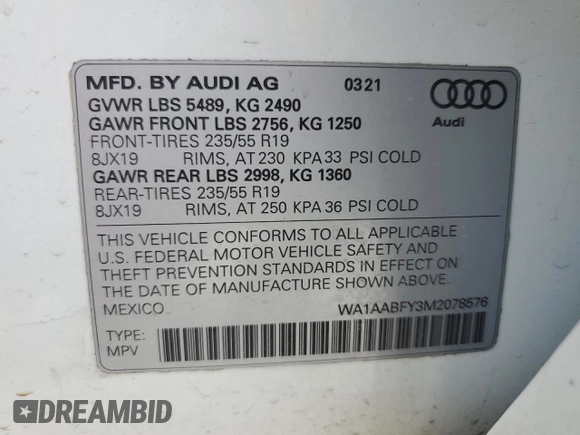 MFD. BY AUDI AG 0321
GVWR LBS 5489, KG 2490
GAWR FRONT LBS 2756, KG 1250 Audi
FRONT-TIRES 235/55 R19
8JX19 RIMS, AT 230 KPA 33 PSI COLD
GAWR REAR LBS 2998, KG 1360
REAR-TIRES 235/55 R19
8JX19 RIMS, AT 250 KPA 36 PSI COLD
THIS VEHICLE CONFORMS TO ALL APPLICABLE
U.S. FEDERAL MOTOR VEHICLE SAFETY AND
THEFT PREVENTION STANDARDS IN EFFECT ON
THE DATE OF MANUFACTURE SHOWN ABOVE.
MEXICO WA1AABFY3M2078576
TYPE:
MPV
DREAMBID